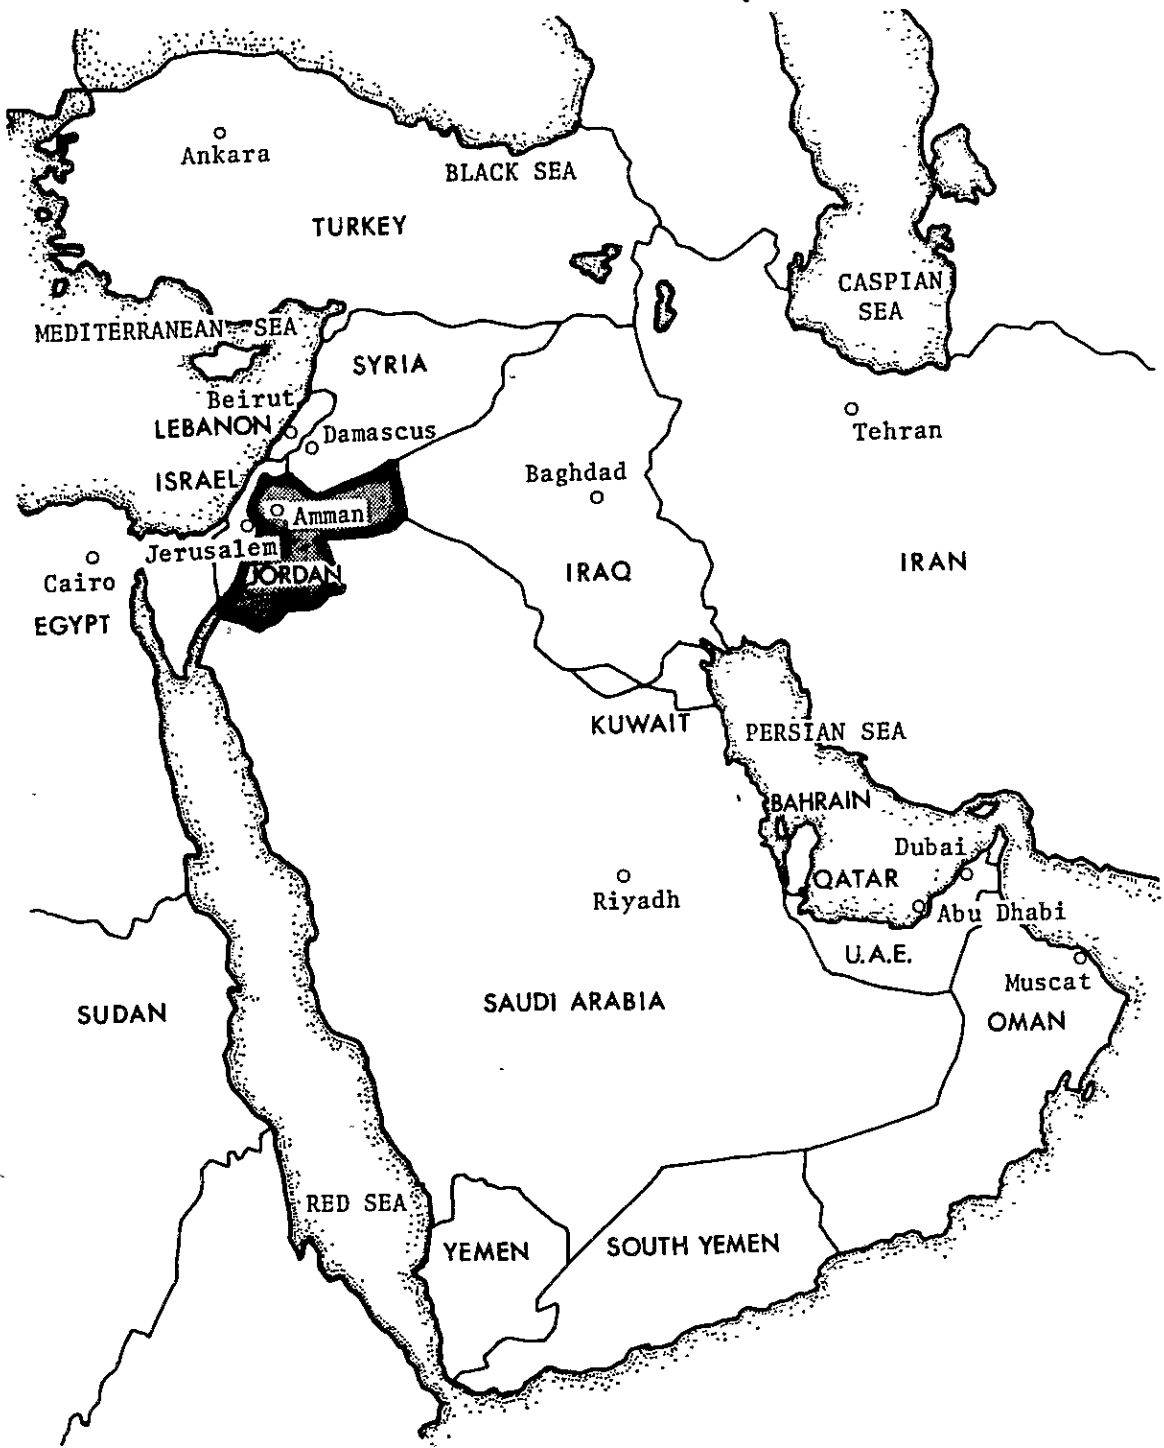 Ankara
BLACK SEA
TURKEY
CASPIAN
SEA
MEDITERRANEAN SEA
SYRIA
Beirut
LEBANON
Damascus
Tehran
ISRAEL
Baghdad
Amman
Jerusalem
Cairo
JORDAN
IRAQ
IRAN
EGYPT
KUWAIT
PERSIAN SEA
BAHRAIN
Dubai
QATAR
Riyadh
Abu Dhabi
U.A.E.
Muscat
SAUDI ARABIA
SUDAN
OMAN
RED SEA
YEMEN
SOUTH YEMEN